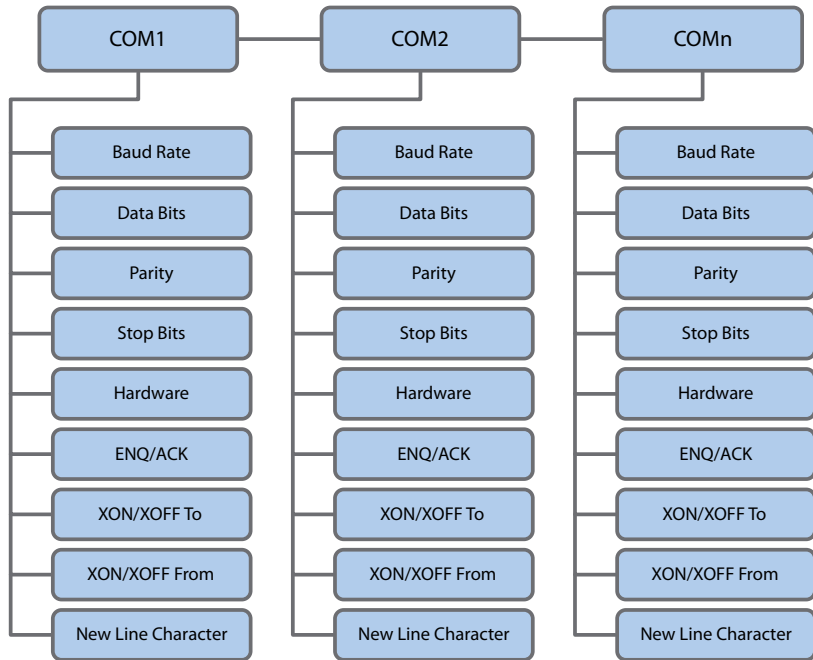 COM1
COM2
COMn
Baud Rate
Baud Rate
Baud Rate
Data Bits
Data Bits
Data Bits
Parity
Parity
Parity
Stop Bits
Stop Bits
Stop Bits
Hardware
Hardware
Hardware
ENQ/ACK
ENQ/ACK
ENQ/ACK
XON/XOFF To
XON/XOFF To
XON/XOFF To
XON/XOFF From
XON/XOFF From
XON/XOFF From
New Line Character
New Line Character
New Line Character